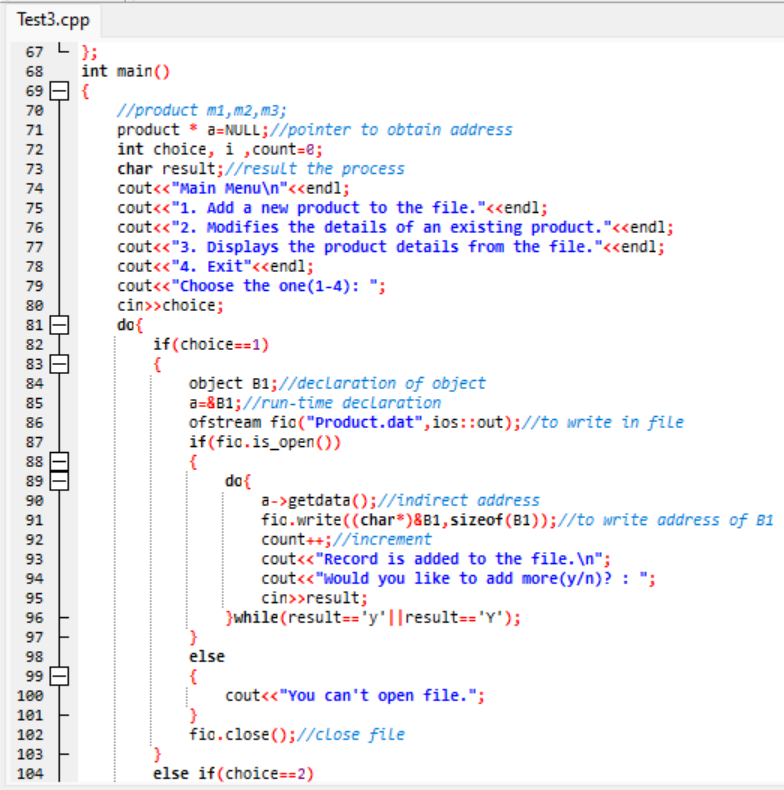 Test3.cpp
67 };
68 int main()
69 {
70 //product m1,m2,m3;
71 product * a=NULL;//pointer to obtain address
72 int choice, i ,count=0;
73 char result;//result the process
74 cout<<"Main Menu\n"<<endl;
75 cout<<"1. Add a new product to the file."<<endl;
76 cout<<"2. Modifies the details of an existing product."<<endl;
77 cout<<"3. Displays the product details from the file."<<endl;
78 cout<<"4. Exit"<<endl;
79 cout<<"Choose the one(1-4): ";
80 cin>>choice;
81 do{
82 if(choice==1)
83 {
84 object B1;//declaration of object
85 a=&B1;//run-time declaration
86 ofstream fio("Product.dat",ios::out);//to write in file
87 if(fio.is_open())
88 {
89 do{
90 a->getdata();//indirect address
91 fio.write((char*)&B1,sizeof(B1));//to write address of B1
92 count++;//increment
93 cout<<"Record is added to the file.\n";
94 cout<<"Would you like to add more(y/n)? : ";
95 cin>>result;
96 }while(result=='y'||result=='Y');
97 }
98 else
99 {
100 cout<<"You can't open file.";
101 }
102 fio.close();//close file
103 }
104 else if(choice==2)